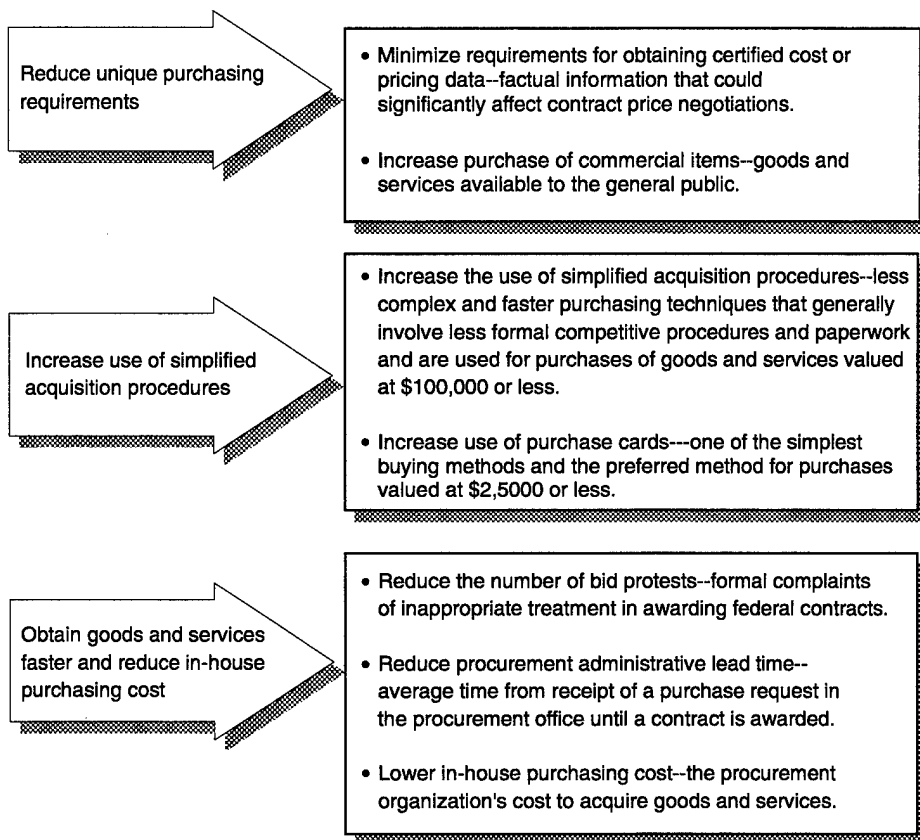 Reduce unique purchasing
requirements
• Minimize requirements for obtaining certified cost or
pricing data--factual information that could
significantly affect contract price negotiations.
• Increase purchase of commercial items--goods and
services available to the general public.
Increase use of simplified
acquisition procedures
• Increase the use of simplified acquisition procedures--less
complex and faster purchasing techniques that generally
involve less formal competitive procedures and paperwork
and are used for purchases of goods and services valued
at $100,000 or less.
• Increase use of purchase cards---one of the simplest
buying methods and the preferred method for purchases
valued at $2,5000 or less.
Obtain goods and services
faster and reduce in-house
purchasing cost
• Reduce the number of bid protests--formal complaints
of inappropriate treatment in awarding federal contracts.
• Reduce procurement administrative lead time--
average time from receipt of a purchase request in
the procurement office until a contract is awarded.
• Lower in-house purchasing cost--the procurement
organization's cost to acquire goods and services.